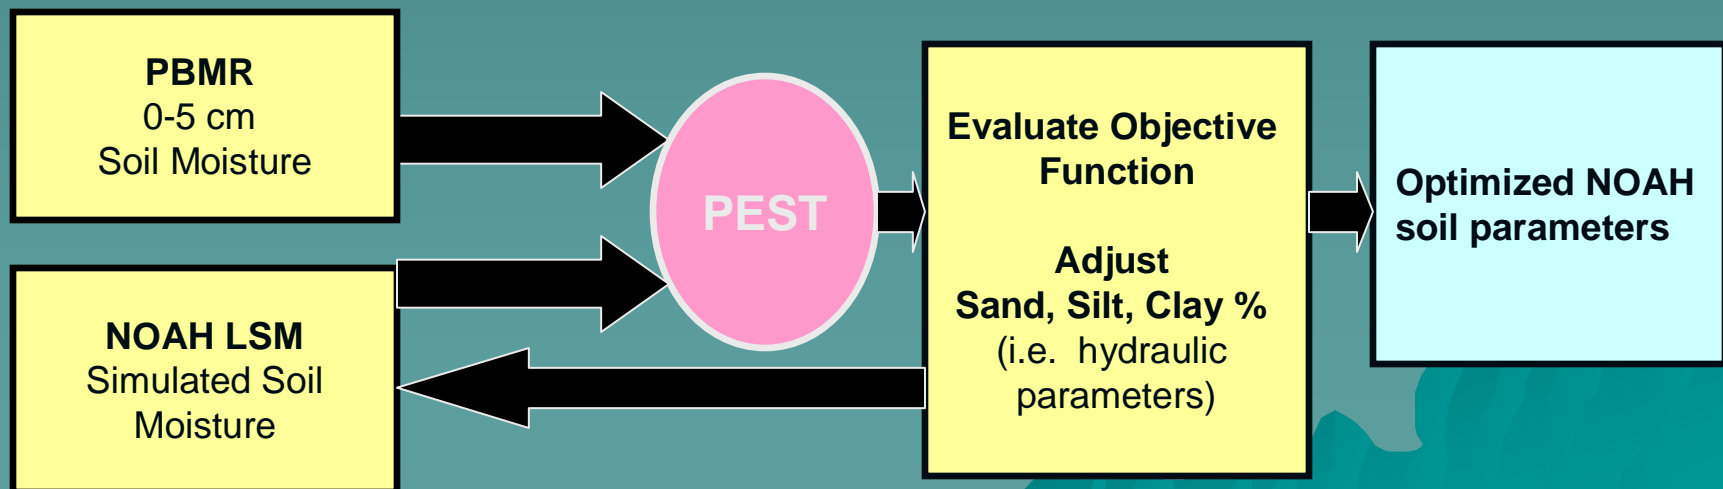 PBMR
0-5 cm
Soil Moisture
NOAH LSM
Simulated Soil
Moisture
PEST
Evaluate Objective
Function
Adjust
Sand, Silt, Clay %
(i.e. hydraulic
parameters)
Optimized NOAH
soil parameters